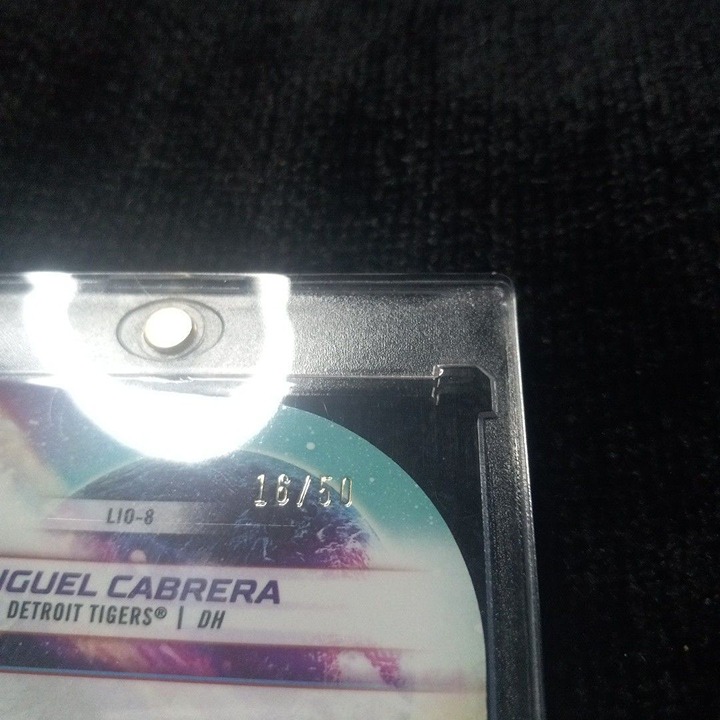 16/50
LIO-8
IGUEL CABRERA
DETROIT TIGERS® | DH